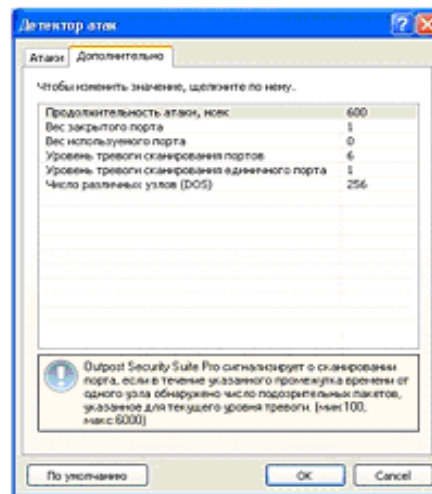 Детектор атак
Атаки Дополнительно
Чтобы изменить значение, щелкните по нему.
Продолжительность атаки, мсек 600
Вес закрытого порта 1
Вес используемого порта 0
Уровень тревоги сканирования портов 6
Уровень тревоги сканирования единичного порта 1
Число различных узлов (DOS) 256
Outpost Security Suite Pro сигнализирует о сканировании
порта, если в течение указанного промежутка времени от
одного узла обнаружено число подозрительных пакетов,
указанное для текущего уровня тревоги. (мин:100,
макс:6000)
По умолчанию OK Cancel